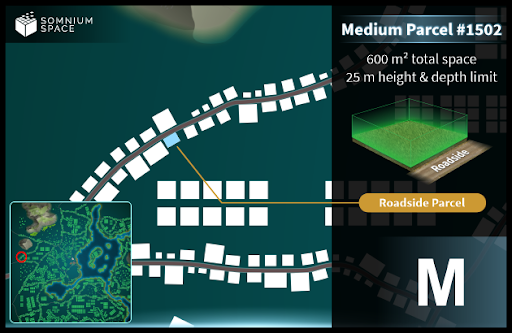 SOMNIUM
SPACE
Medium Parcel #1502
600 m² total space
25 m height & depth limit
Roadside
Roadside Parcel
M